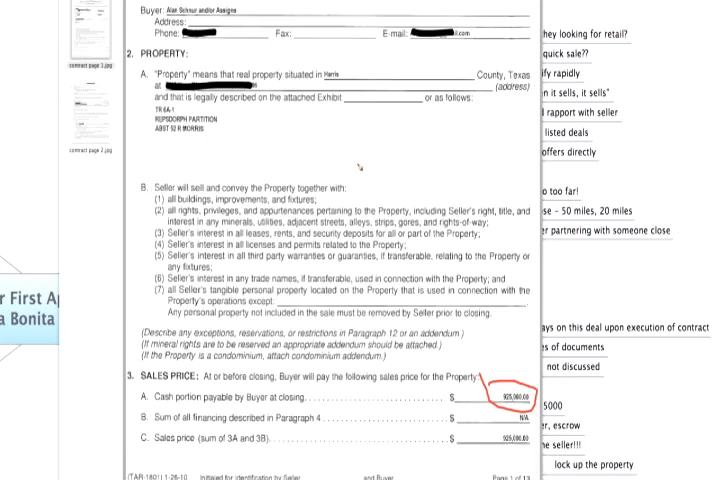 Buyer: Alan Schnur and/or Assigns
Address:
Phone: Fax: E-mail: .com
2. PROPERTY:
A. "Property" means that real property situated in Harris County, Texas
at (address)
and that is legally described on the attached Exhibit or as follows:
TR 6A-1
REPSDORPH PARTITION
ABST 52 R MORRIS
B. Seller will sell and convey the Property together with:
(1) all buildings, improvements, and fixtures;
(2) all rights, privileges, and appurtenances pertaining to the Property, including Seller's right, title, and
interest in any minerals, utilities, adjacent streets, alleys, strips, gores, and rights-of-way;
(3) Seller's interest in all leases, rents, and security deposits for all or part of the Property;
(4) Seller's interest in all licenses and permits related to the Property;
(5) Seller's interest in all third party warranties or guaranties, if transferable, relating to the Property or
any fixtures;
(6) Seller's interest in any trade names, if transferable, used in connection with the Property; and
(7) all Seller's tangible personal property located on the Property that is used in connection with the
Property's operations except:
Any personal property not included in the sale must be removed by Seller prior to closing.
(Describe any exceptions, reservations, or restrictions in Paragraph 12 or an addendum.)
(If mineral rights are to be reserved an appropriate addendum should be attached.)
(If the Property is a condominium, attach condominium addendum.)
3. SALES PRICE: At or before closing, Buyer will pay the following sales price for the Property:
A. Cash portion payable by Buyer at closing. $ 925,000.00
B. Sum of all financing described in Paragraph 4 $ N/A
C. Sales price (sum of 3A and 3B). $ 925,000.00
(TAR-1801) 1-26-10 Initialed for Identification by Seller and Buyer Page 1 of 13
contract page 1.jpg
contract page 2.jpg
r First Ap
a Bonita
hey looking for retail?
quick sale??
ify rapidly
n it sells, it sells"
l rapport with seller
listed deals
offers directly
o too far!
se - 50 miles, 20 miles
er partnering with someone close
ays on this deal upon execution of contract
es of documents
not discussed
5000
er, escrow
he seller!!!
lock up the property